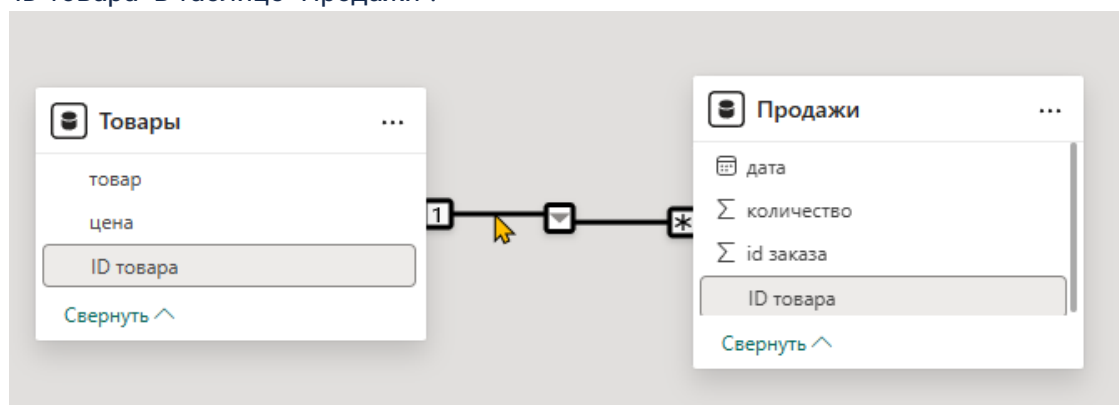 "ID товара" в таблице "Продажи".
Товары
...
товар
цена
ID товара
Свернуть
1
*
Продажи
...
дата
Σ количество
Σ id заказа
ID товара
Свернуть